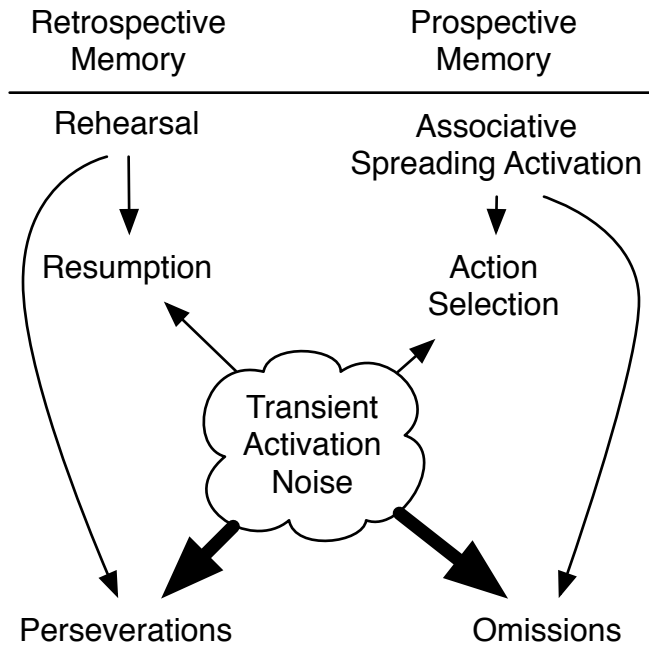 Retrospective
Memory
Prospective
Memory
Rehearsal
Associative
Spreading Activation
Resumption
Action
Selection
Transient
Activation
Noise
Perseverations
Omissions